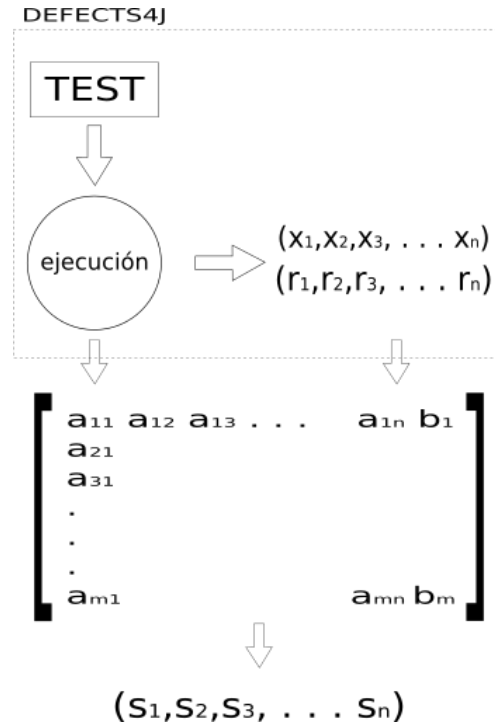 DEFECTS4J
TEST
ejecución
(x₁,x₂,x₃, . . . xₙ)
(r₁,r₂,r₃, . . . rₙ)
a₁₁ a₁₂ a₁₃ . . . a₁ₙ b₁
a₂₁
a₃₁
.
.
.
aₘ₁ aₘₙ bₘ
(S₁,S₂,S₃, . . . Sₙ)